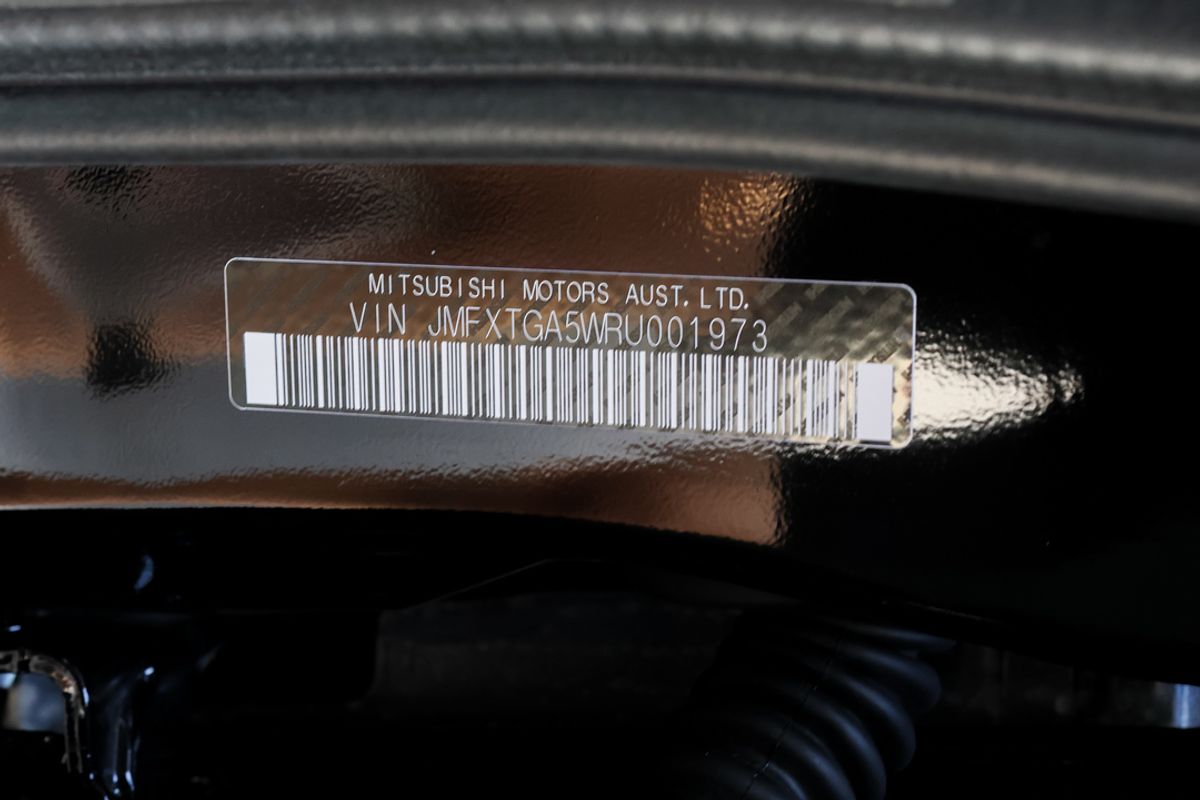 MITSUBISHI MOTORS AUST. LTD.
VIN JMFXTGA5WRU001973